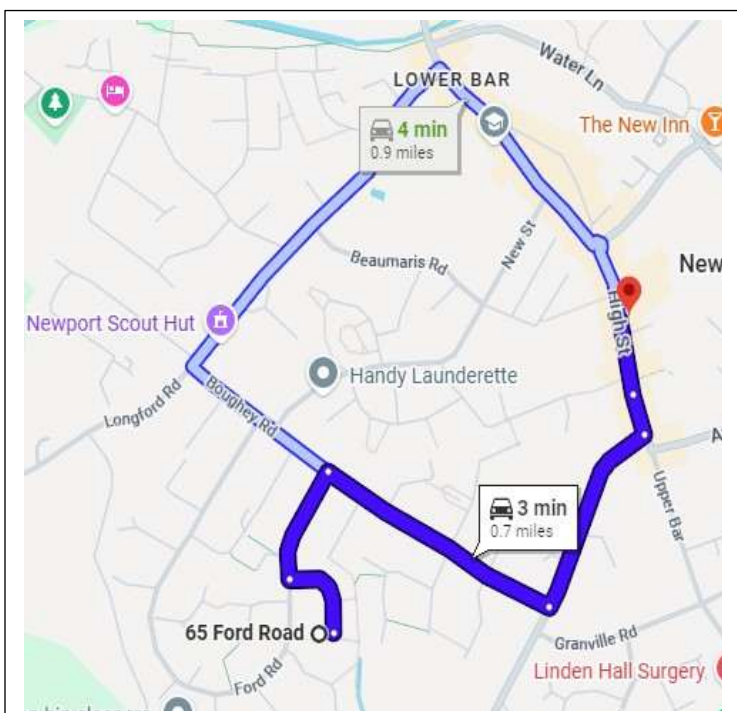 LOWER BAR
Water Ln
4 min
0.9 miles
The New Inn
New St
Beaumaris Rd
New
High St
Newport Scout Hut
Handy Launderette
Longford Rd
Boughey Rd
A
Upper Bar
3 min
0.7 miles
65 Ford Road
Granville Rd
Ford Rd
Linden Hall Surgery